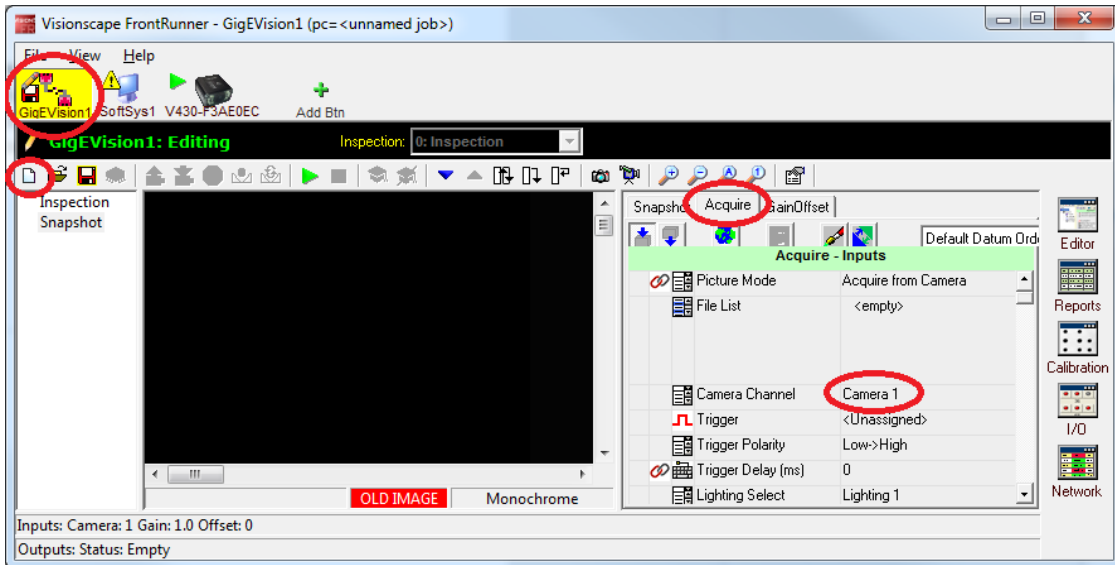 Visionscape FrontRunner - GigEVision1 (pc=<unnamed job>)
File View Help
GigEVision1 SoftSys1 V430-F3AE0EC Add Btn
GigEVision1: Editing Inspection: 0: Inspection
Inspection
Snapshot
Snapshot Acquire GainOffset
Default Datum Orde
Acquire - Inputs
Picture Mode Acquire from Camera
File List <empty>
Camera Channel Camera 1
Trigger <Unassigned>
Trigger Polarity Low->High
Trigger Delay (ms) 0
Lighting Select Lighting 1
Editor
Reports
Calibration
I/O
Network
OLD IMAGE Monochrome
Inputs: Camera: 1 Gain: 1.0 Offset: 0
Outputs: Status: Empty